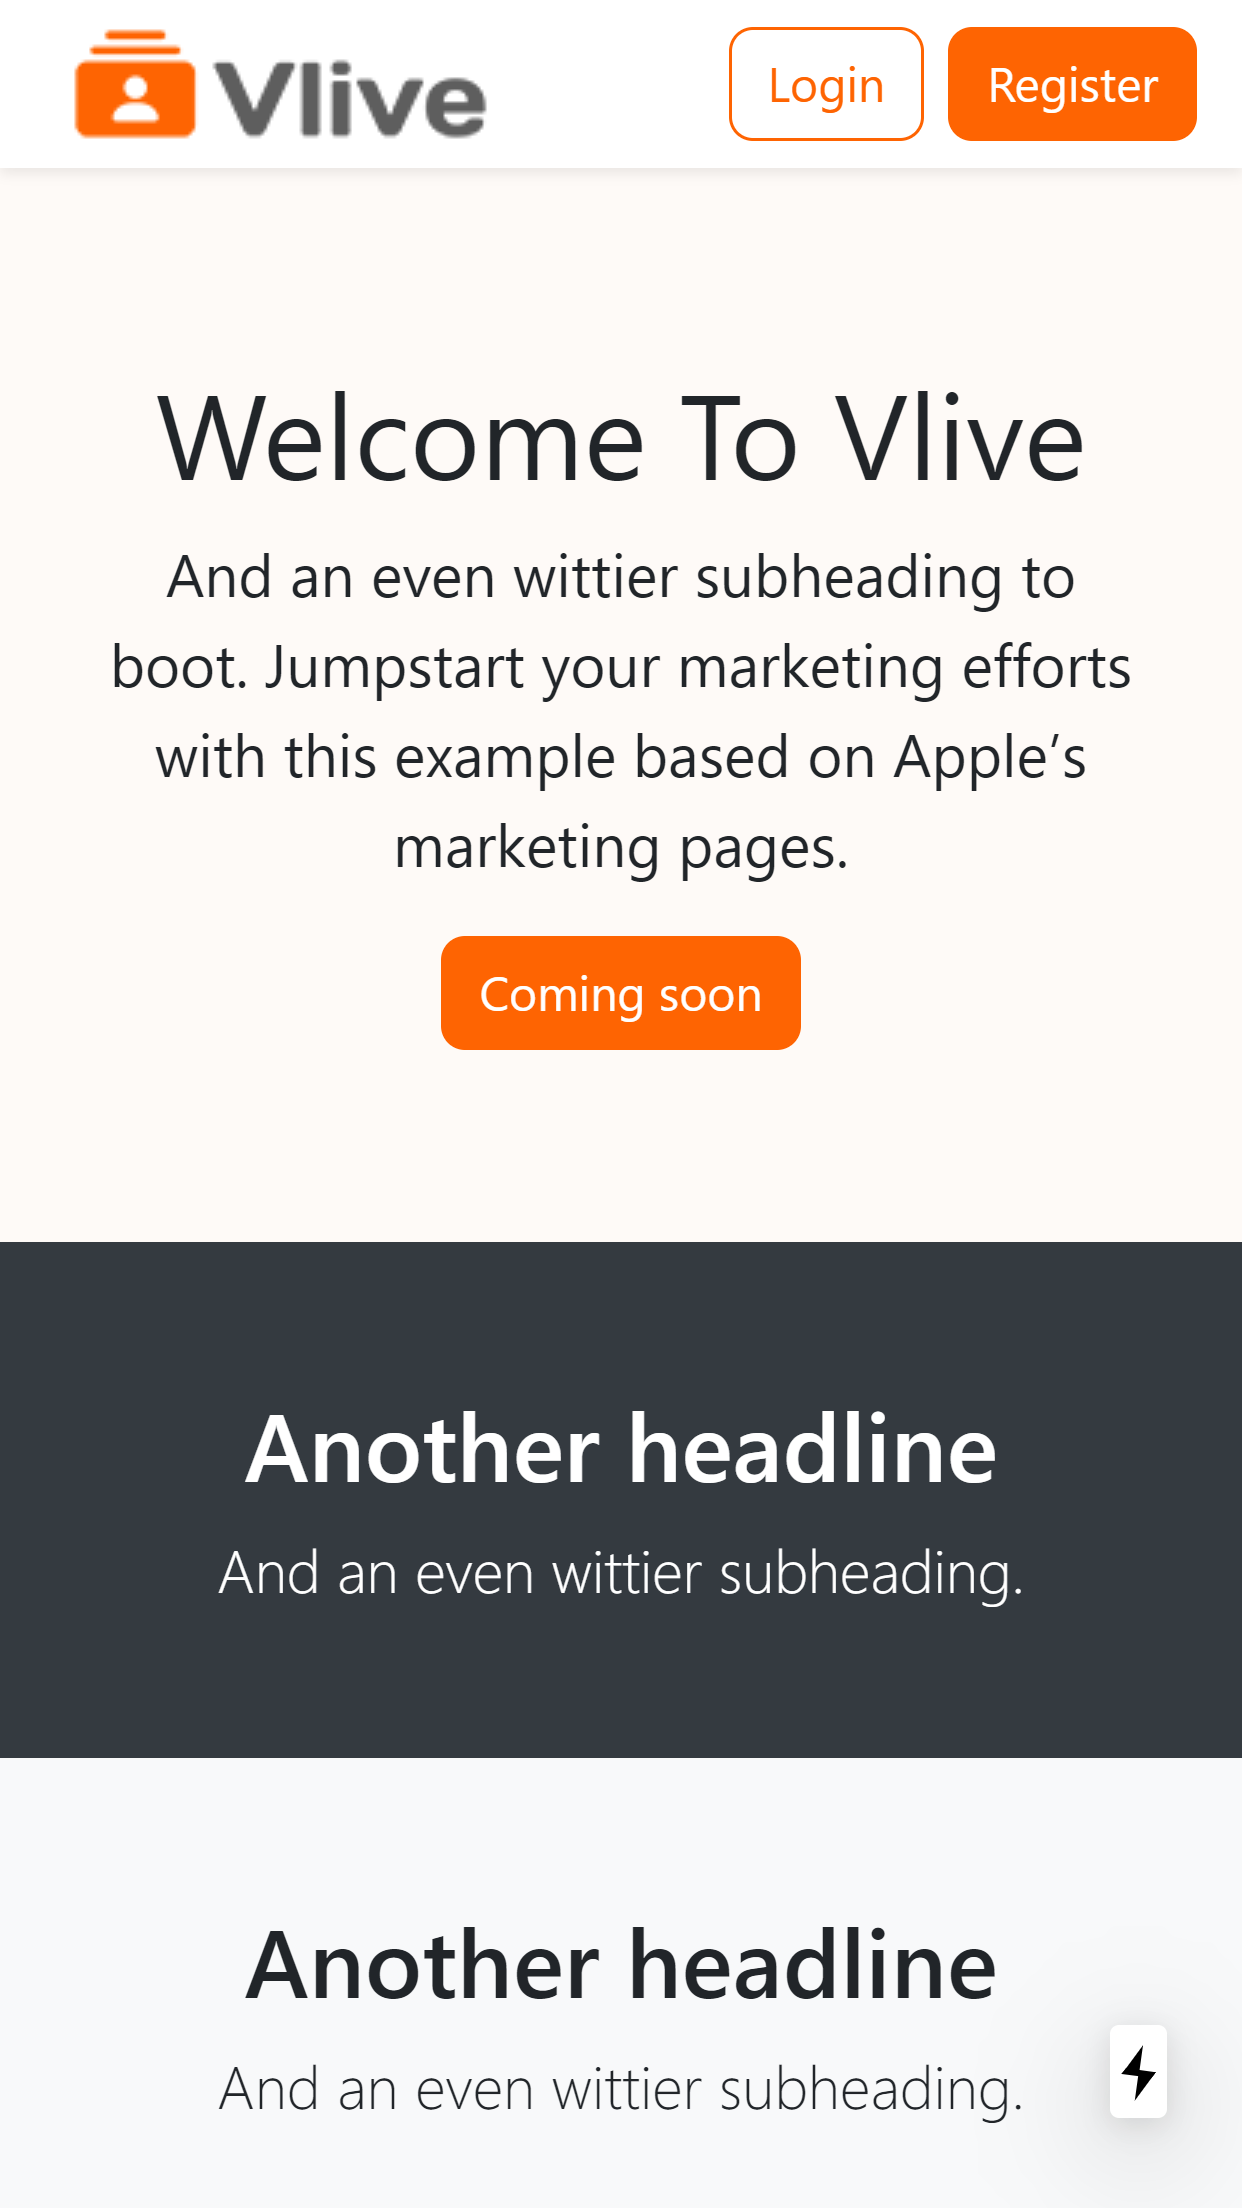 Vlive
Login
Register
Welcome To Vlive
And an even wittier subheading to
boot. Jumpstart your marketing efforts
with this example based on Apple’s
marketing pages.
Coming soon
Another headline
And an even wittier subheading.
Another headline
And an even wittier subheading.